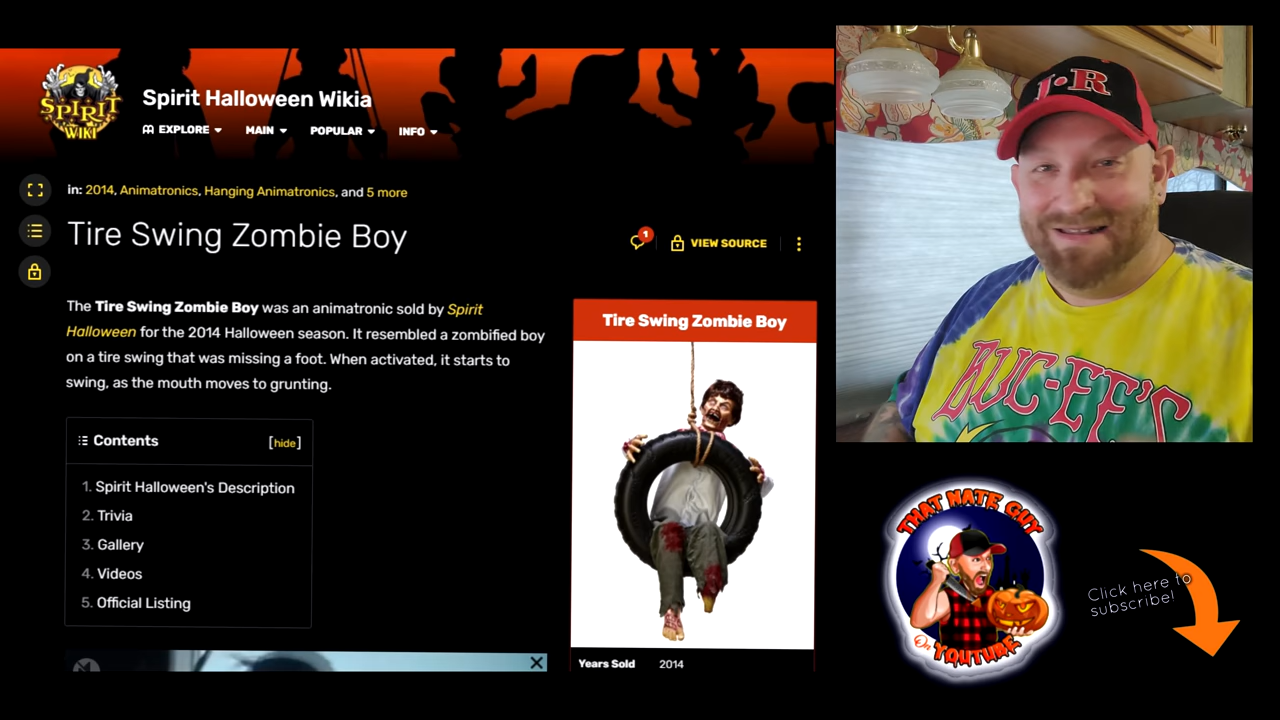 SPIRIT
WIKI
Spirit Halloween Wikia
EXPLORE MAIN POPULAR INFO
in: 2014, Animatronics, Hanging Animatronics, and 5 more
Tire Swing Zombie Boy
1
VIEW SOURCE
The Tire Swing Zombie Boy was an animatronic sold by Spirit
Halloween for the 2014 Halloween season. It resembled a zombified boy
on a tire swing that was missing a foot. When activated, it starts to
swing, as the mouth moves to grunting.
Contents [hide]
1. Spirit Halloween's Description
2. Trivia
3. Gallery
4. Videos
5. Official Listing
Tire Swing Zombie Boy
Years Sold 2014
J•R
BUC-EE'S
THAT NATE GUY
On
YOUTUBE
Click here to
subscribe!